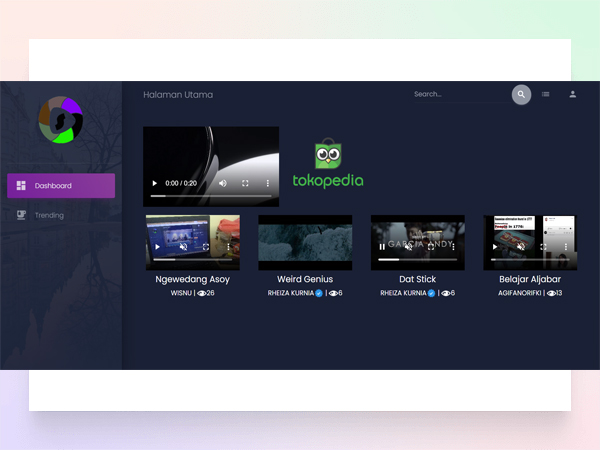 Halaman Utama
Search...
Dashboard
Trending
0:00 / 0:20
tokopedia
GARCIA ANDY
Ngewedang Asoy
WISNU | 26
Weird Genius
RHEIZA KURNIA | 6
Dat Stick
RHEIZA KURNIA | 6
Belajar Aljabar
AGIFANORIFKI | 13